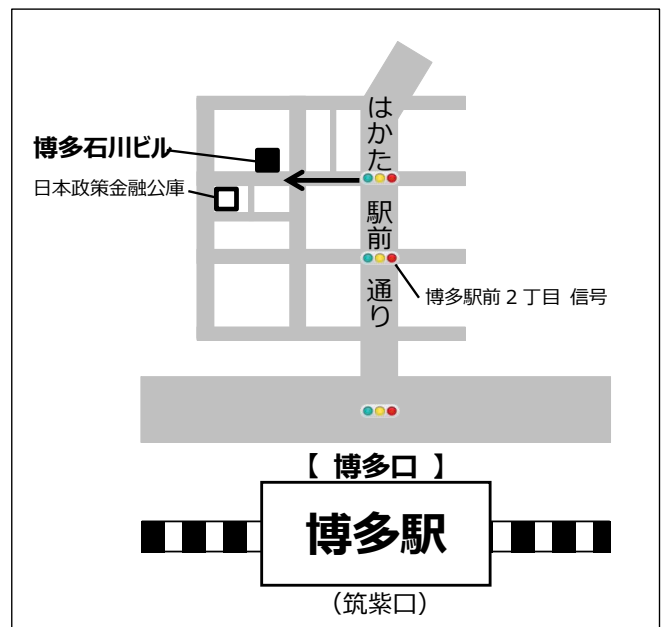 はかた駅前通り
博多石川ビル
日本政策金融公庫
博多駅前2丁目 信号
【 博多口 】
博多駅
(筑紫口)